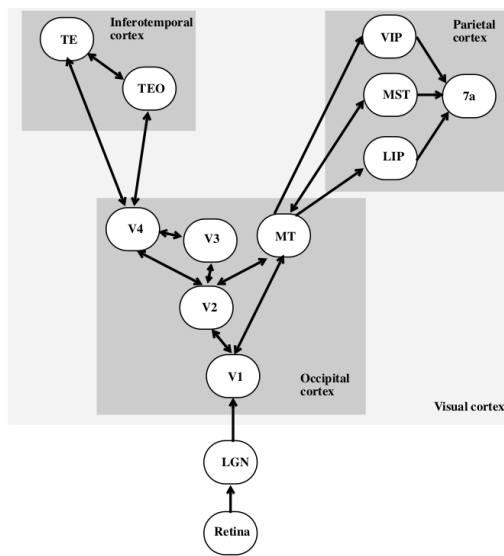 Inferotemporal
cortex
Parietal
cortex
TE
VIP
TEO
MST
7a
LIP
V4
V3
MT
V2
V1
Occipital
cortex
Visual cortex
LGN
Retina